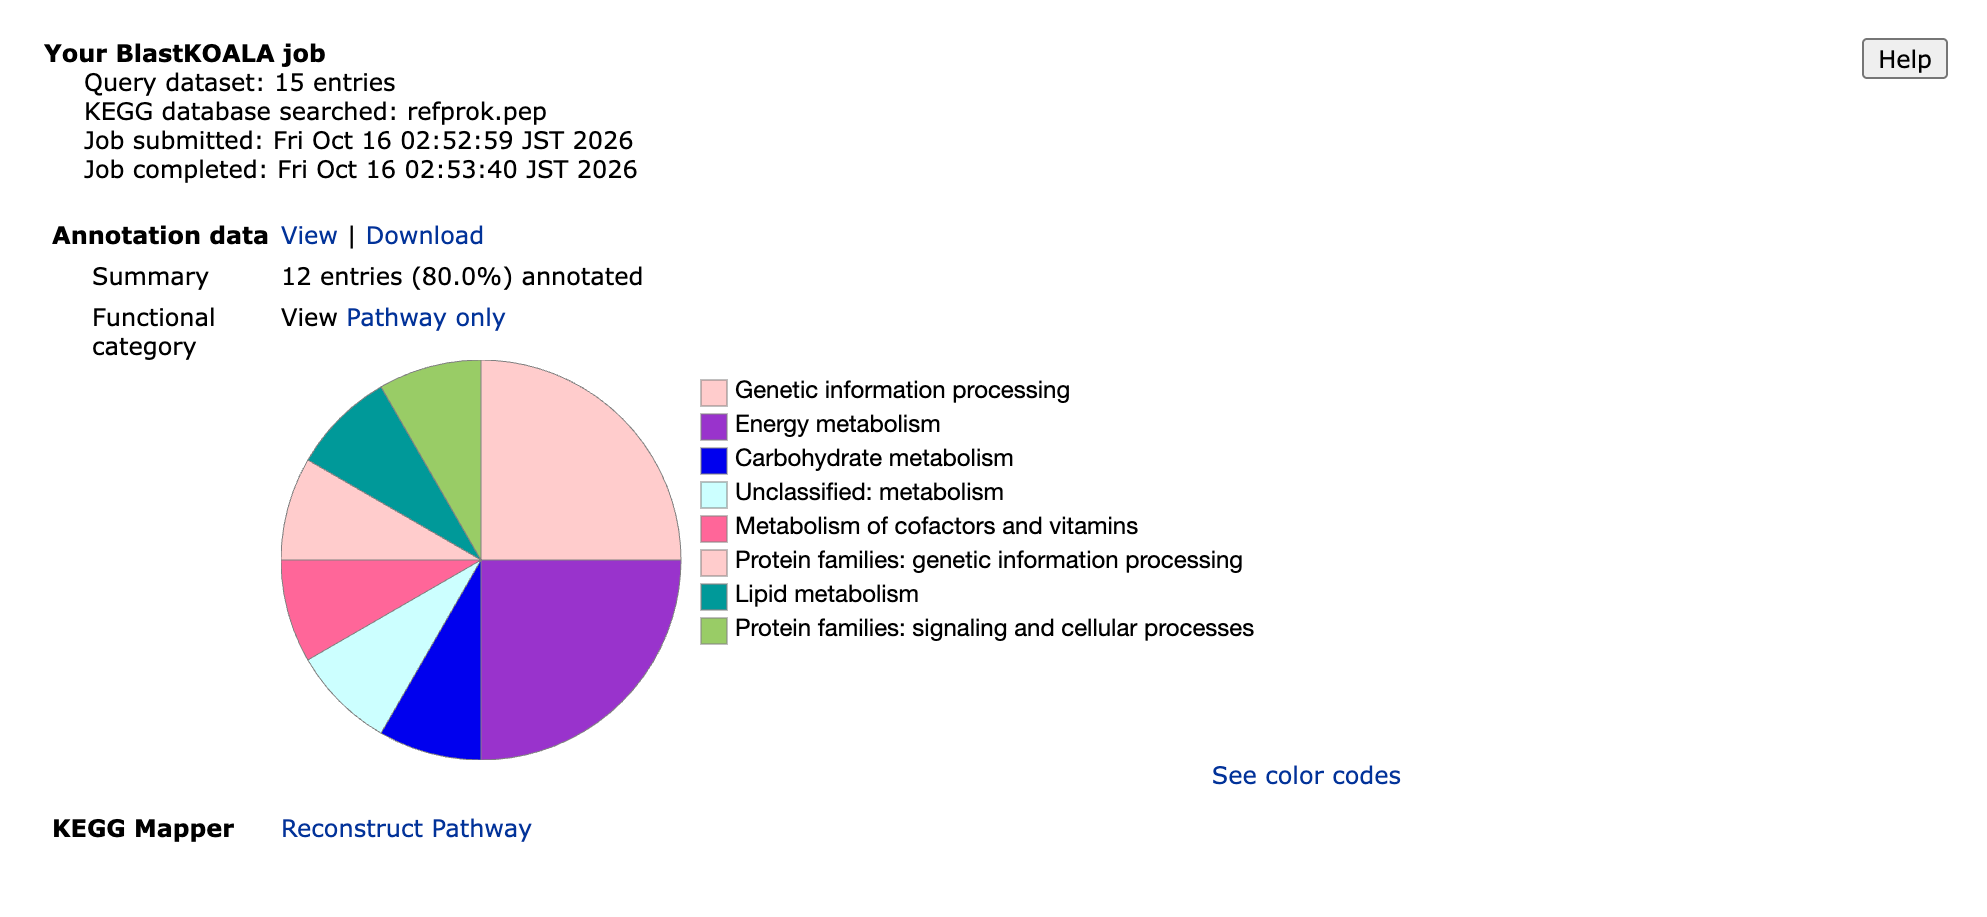 Your BlastKOALA job
Help
Query dataset: 15 entries
KEGG database searched: refprok.pep
Job submitted: Fri Oct 16 02:52:59 JST 2026
Job completed: Fri Oct 16 02:53:40 JST 2026
Annotation data View | Download
Summary 12 entries (80.0%) annotated
Functional category View Pathway only
Genetic information processing
Energy metabolism
Carbohydrate metabolism
Unclassified: metabolism
Metabolism of cofactors and vitamins
Protein families: genetic information processing
Lipid metabolism
Protein families: signaling and cellular processes
See color codes
KEGG Mapper Reconstruct Pathway